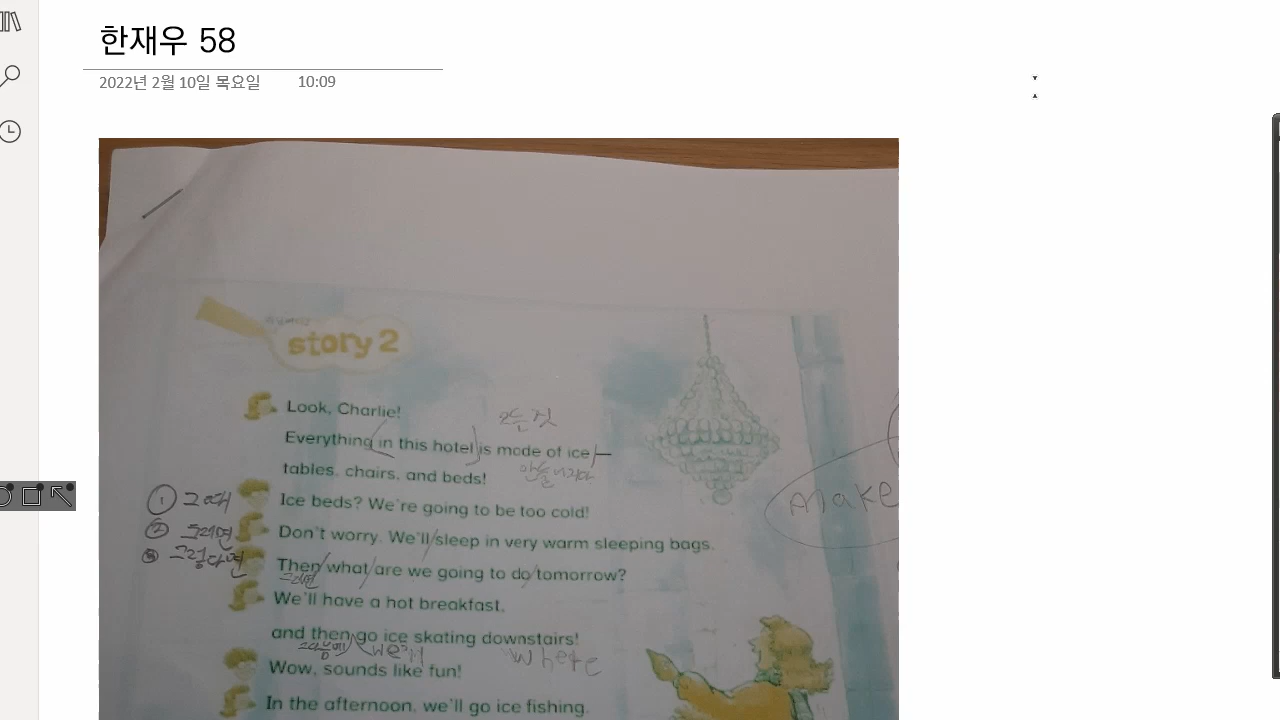 한재우 58
2022년 2월 10일 목요일 10:09
story 2
Look, Charlie!
모든 것
Everything in this hotel is made of ice—
tables, chairs, and beds!
만들어지다
make
① 그때
Ice beds? We're going to be too cold!
② 그러면
Don't worry. We'll sleep in very warm sleeping bags.
③ 그렇다면
Then what are we going to do tomorrow?
그러면
We'll have a hot breakfast,
and then go ice skating downstairs!
그다음에 we'll where
Wow, sounds like fun!
In the afternoon, we'll go ice fishing.